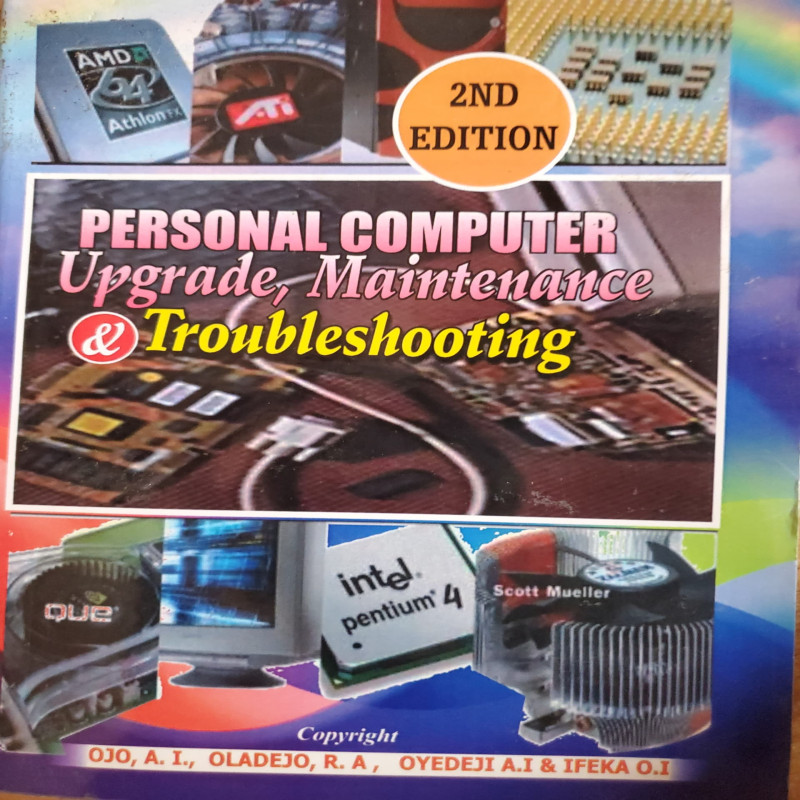 AMD
64
Athlon FX
ATi
2ND
EDITION
PERSONAL COMPUTER
Upgrade, Maintenance
& Troubleshooting
QUE
intel
pentium 4
Scott Mueller
Copyright
OJO, A. I., OLADEJO, R. A , OYEDEJI A.I & IFEKA O.I